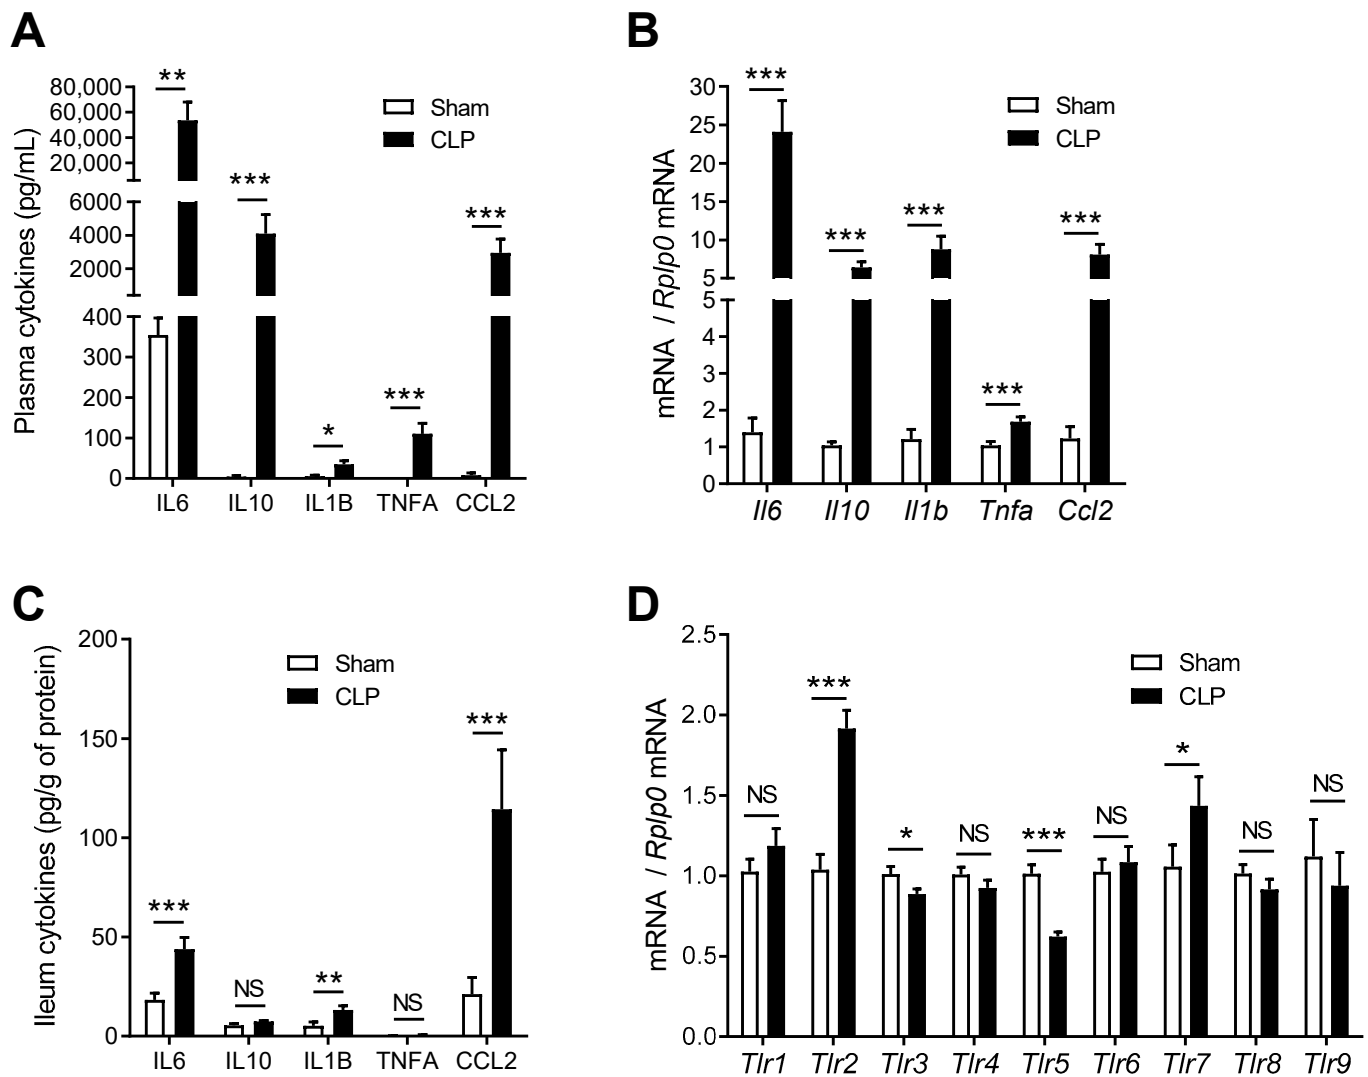 A
Plasma cytokines (pg/mL)
80,000
60,000
40,000
20,000
6000
4000
2000
400
300
200
100
0
**
***
*
***
***
Sham
CLP
IL6 IL10 IL1B TNFA CCL2
B
mRNA / Rplp0 mRNA
30
25
20
15
10
5
5
4
3
2
1
0
***
***
***
***
***
Sham
CLP
Il6 Il10 Il1b Tnfa Ccl2
C
Ileum cytokines (pg/g of protein)
200
150
100
50
0
***
NS
**
NS
***
Sham
CLP
IL6 IL10 IL1B TNFA CCL2
D
mRNA / Rplp0 mRNA
2.5
2.0
1.5
1.0
0.5
0.0
NS
***
*
NS
***
NS
*
NS
NS
Sham
CLP
Tlr1 Tlr2 Tlr3 Tlr4 Tlr5 Tlr6 Tlr7 Tlr8 Tlr9